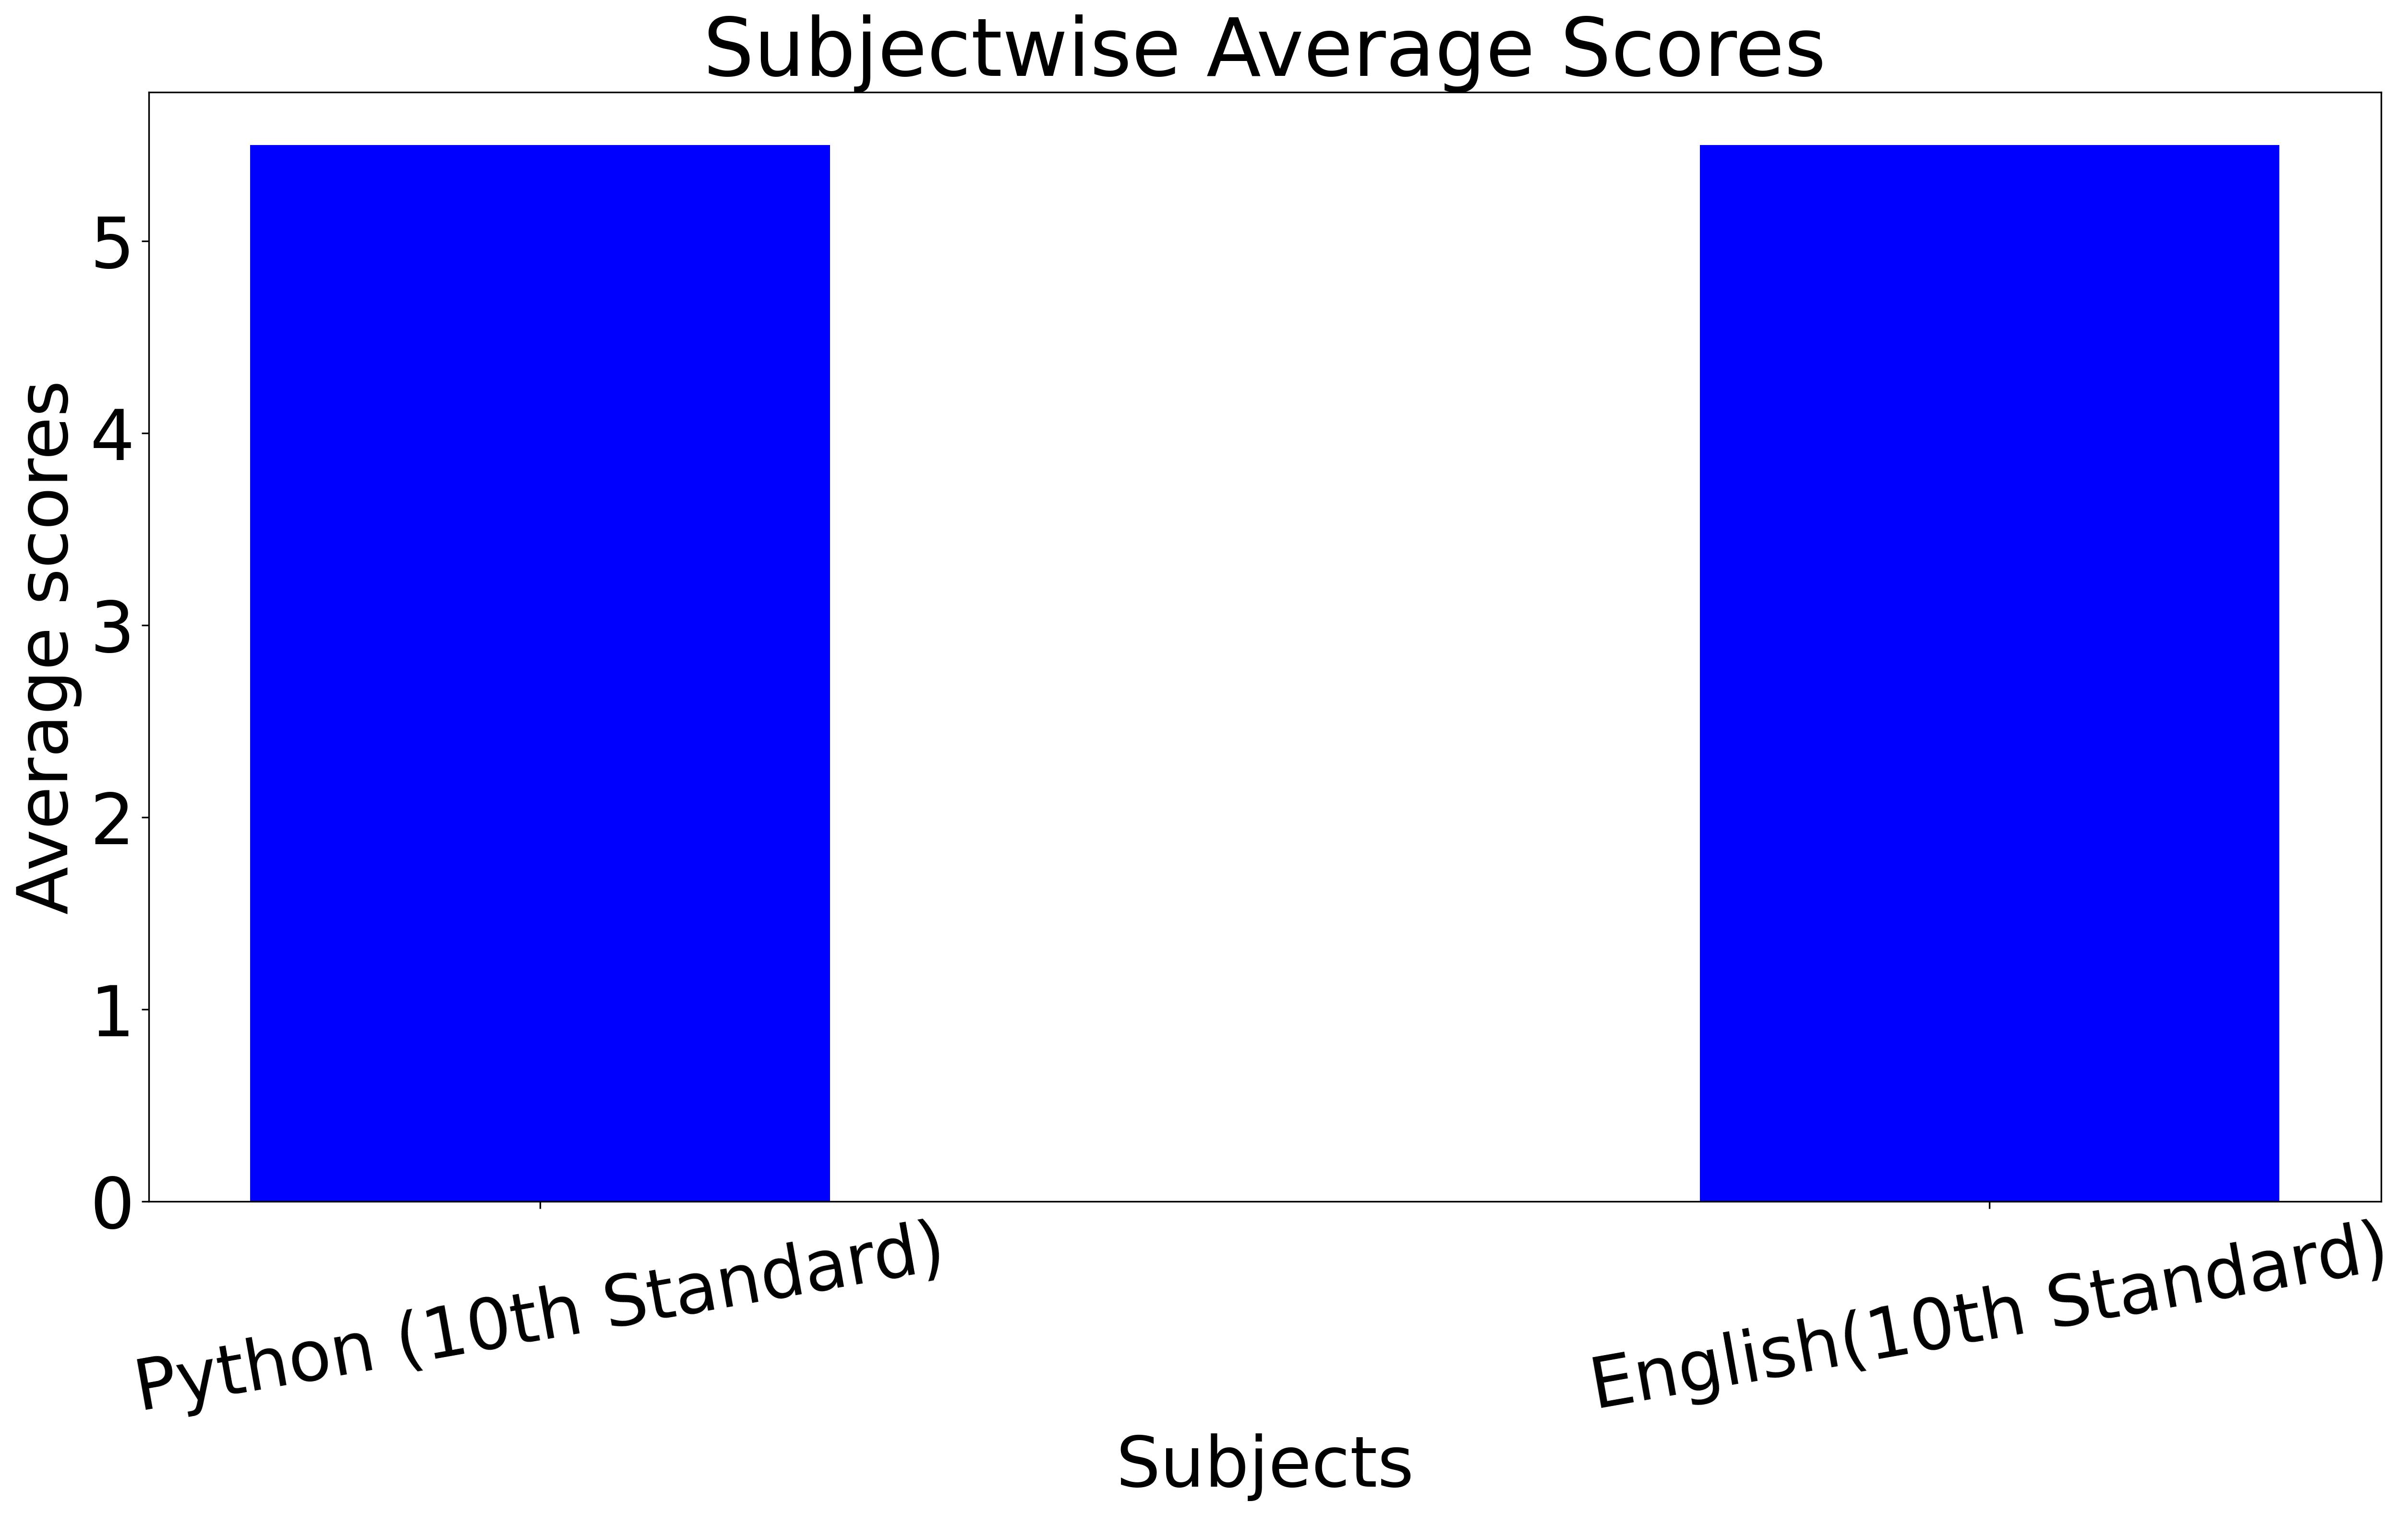 Subjectwise Average Scores
Average scores
5
4
3
2
1
0
Python (10th Standard)
English(10th Standard)
Subjects